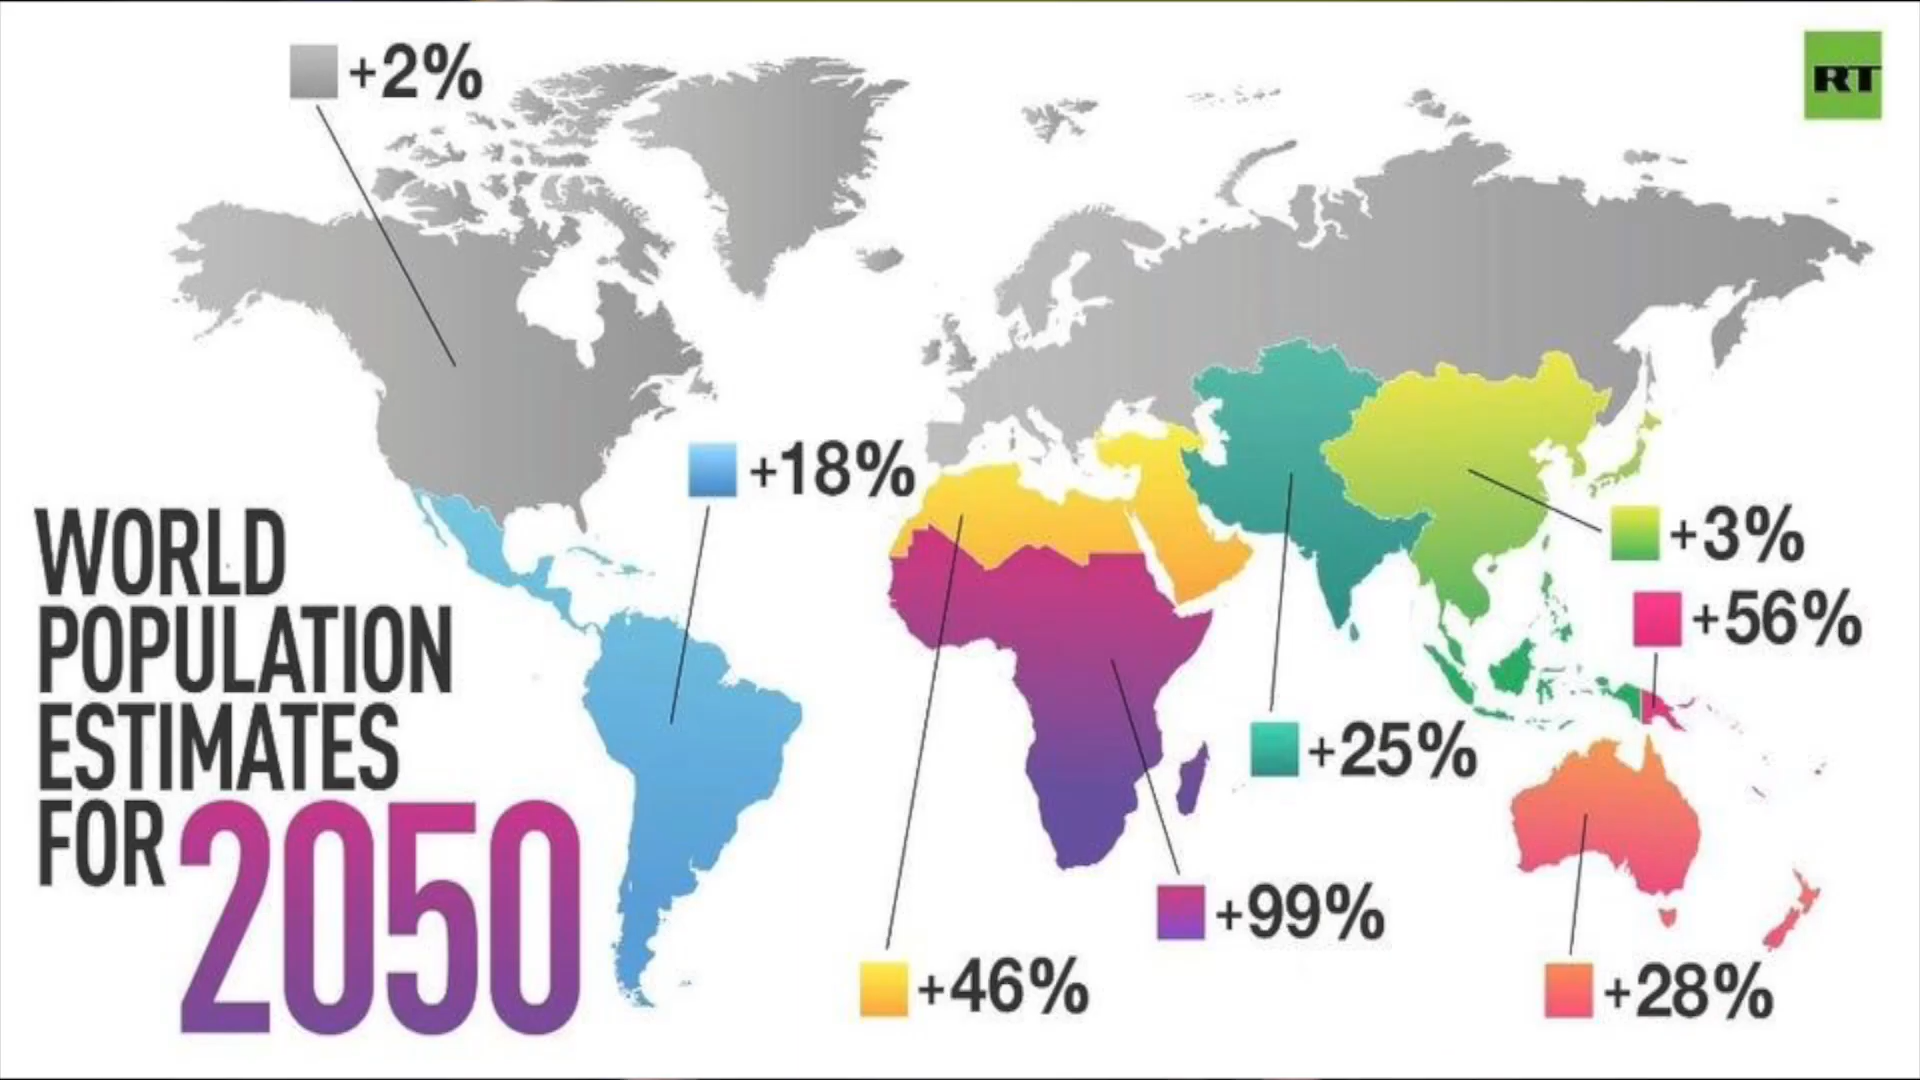 +2%
RT
+18%
WORLD
POPULATION
ESTIMATES
FOR 2050
+3%
+56%
+25%
+99%
+46%
+28%